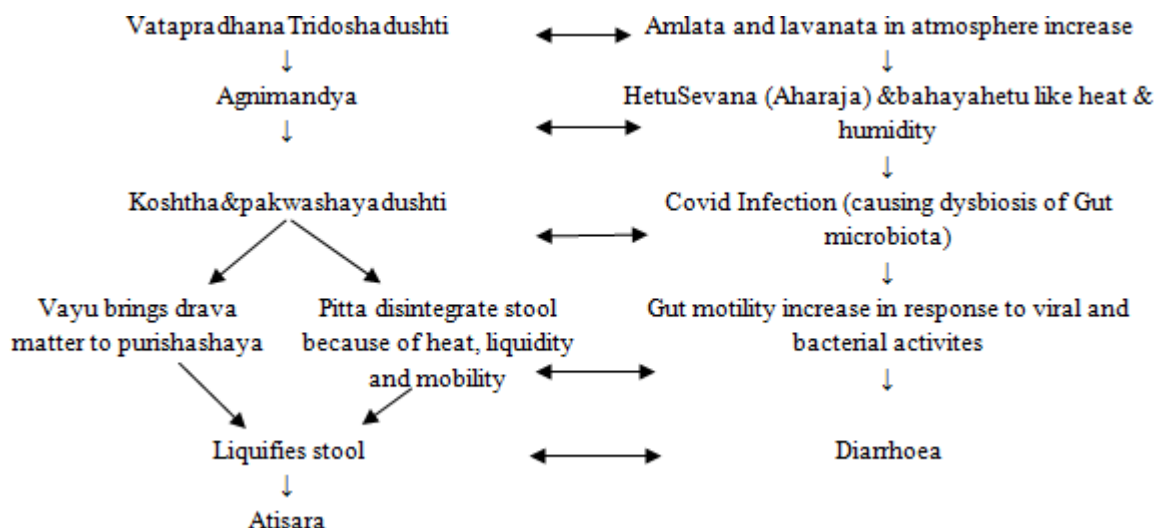 VatapradhanaTridoshadushti
Amlata and lavanata in atmosphere increase
Agnimandya
HetuSevana (Aharaja) &bahayahetu like heat &
humidity
Koshtha&pakwashayadushti
Covid Infection (causing dysbiosis of Gut
microbiota)
Vayu brings drava
matter to purishashaya
Pitta disintegrate stool
because of heat, liquidity
and mobility
Gut motility increase in response to viral and
bacterial activites
Liquifies stool
Diarrhoea
Atisara